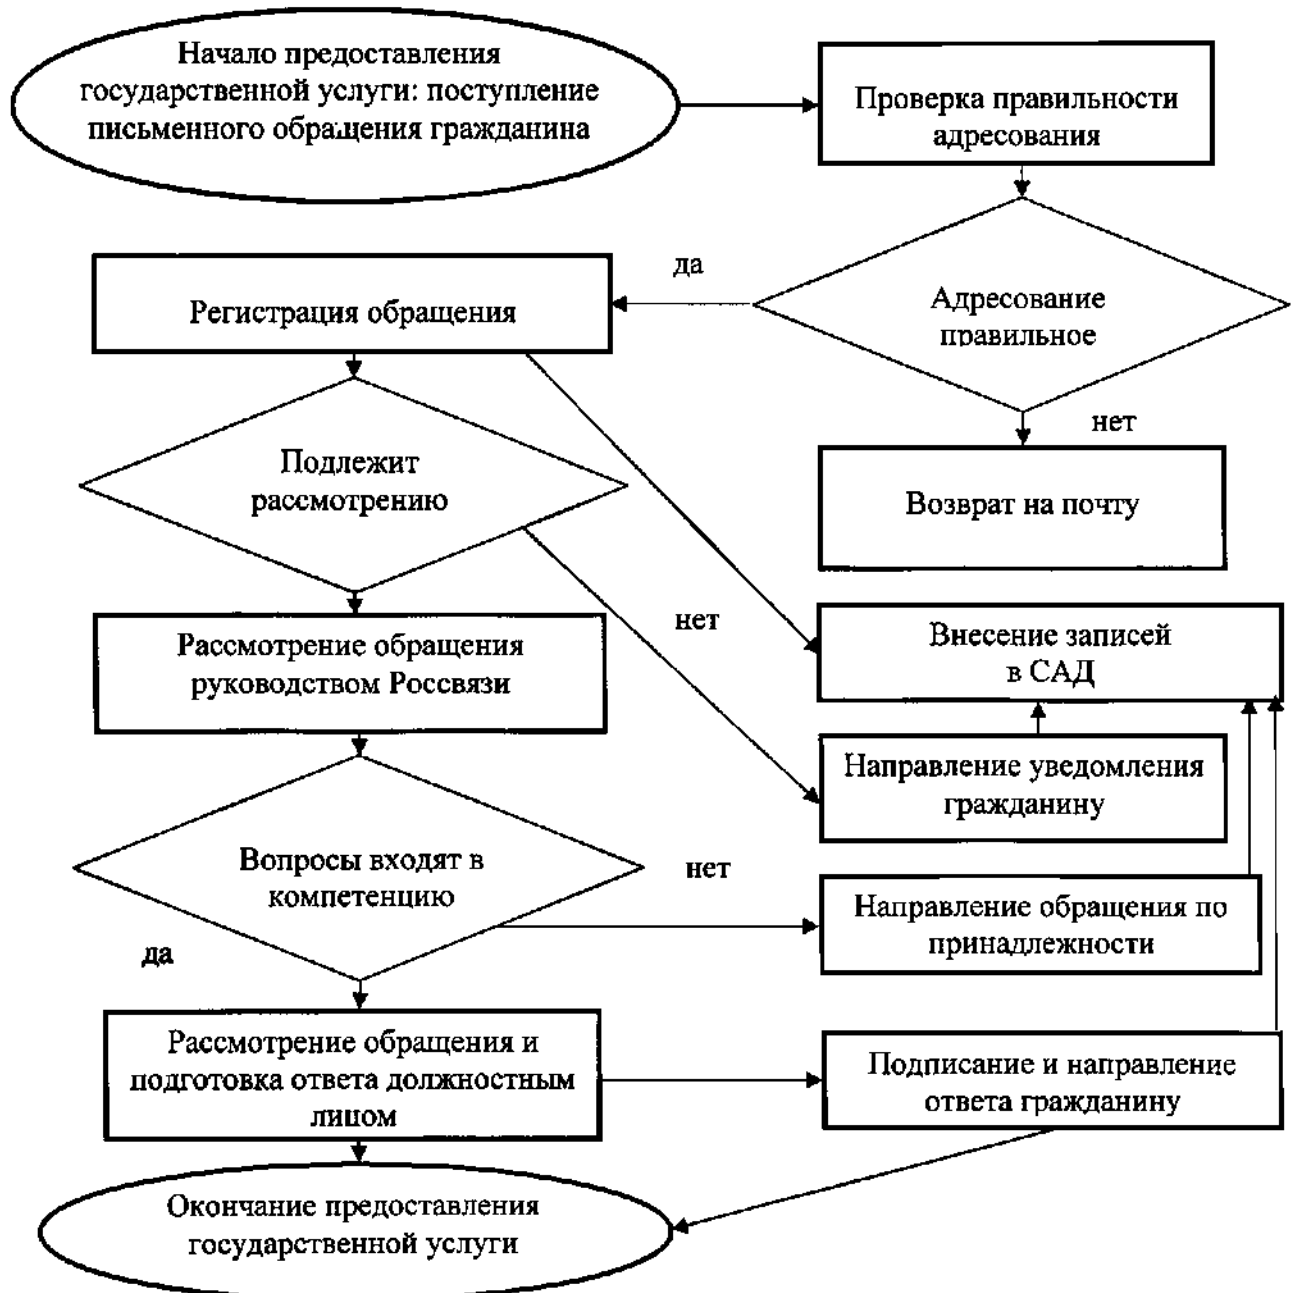 Начало предоставления
государственной услуги: поступление
письменного обращения гражданина
Проверка правильности
адресования
да
Адресование
правильное
Регистрация обращения
нет
Подлежит
рассмотрению
Возврат на почту
нет
Внесение записей
в САД
Рассмотрение обращения
руководством Россвязи
Направление уведомления
гражданину
Вопросы входят в
компетенцию
нет
Направление обращения по
принадлежности
да
Рассмотрение обращения и
подготовка ответа должностным
лицом
Подписание и направление
ответа гражданину
Окончание предоставления
государственной услуги